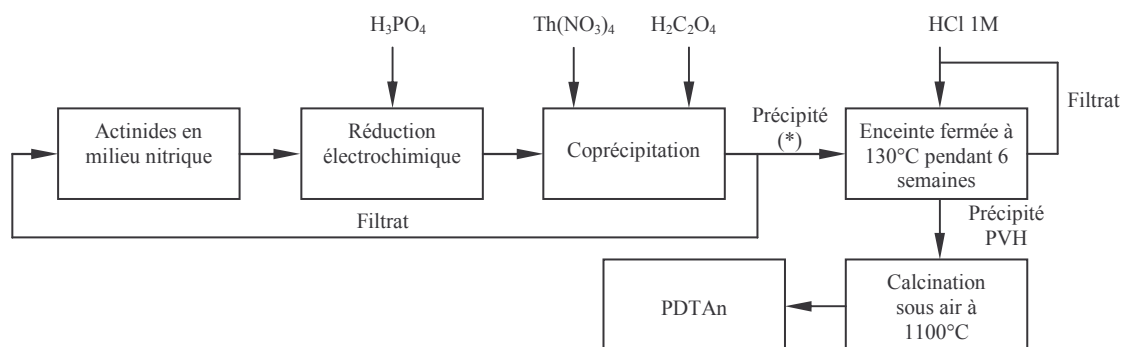 H₃PO₄
Th(NO₃)₄
H₂C₂O₄
HCl 1M
Actinides en
milieu nitrique
Réduction
électrochimique
Coprécipitation
Précipité
(*)
Enceinte fermée à
130°C pendant 6
semaines
Filtrat
Filtrat
Précipité
PVH
PDTAn
Calcination
sous air à
1100°C